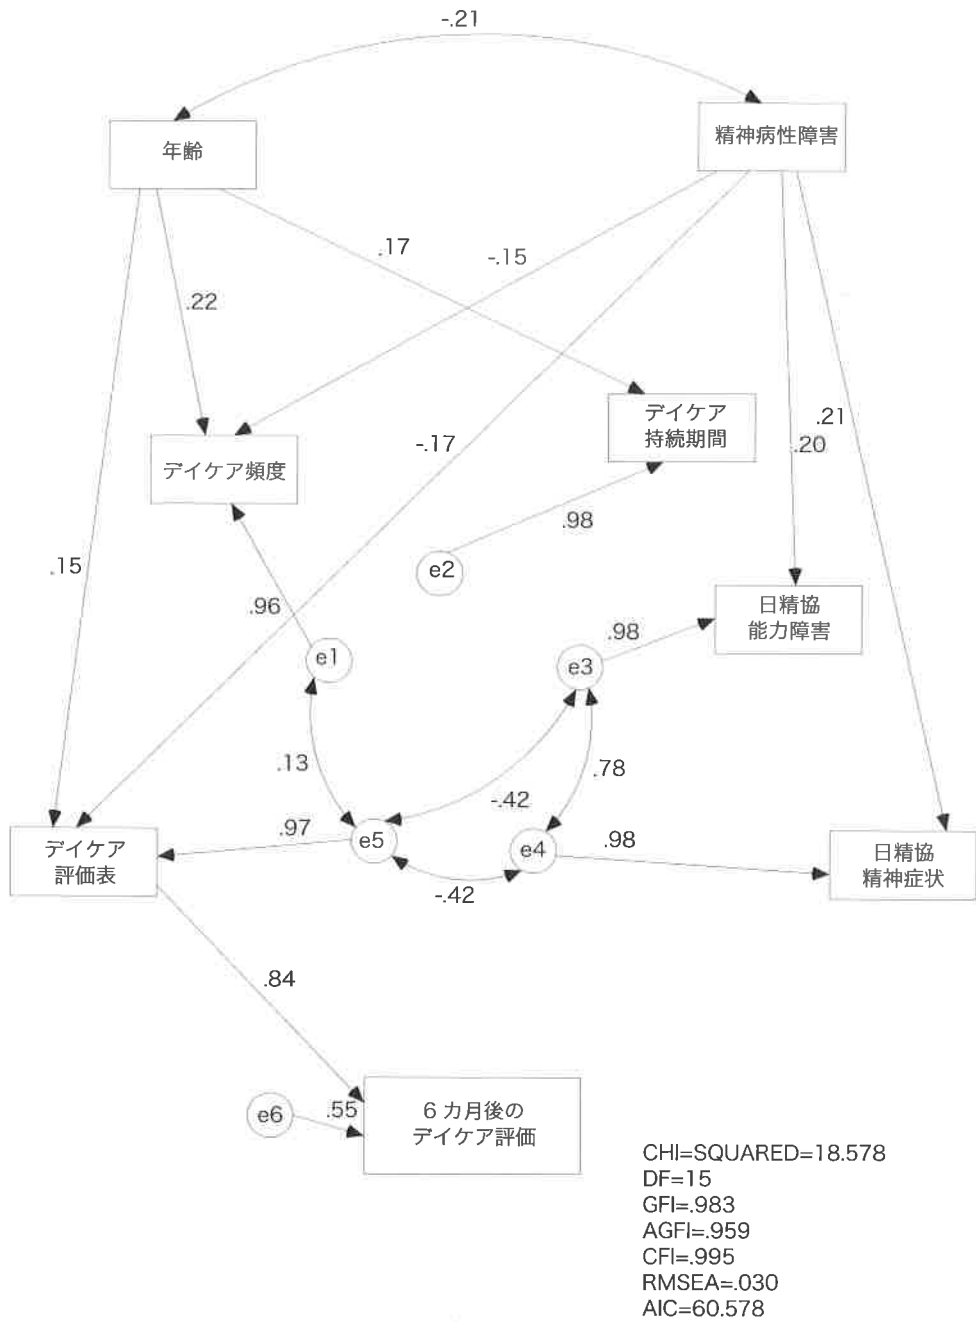 -.21
年齢
精神病性障害
.17
-.15
.22
デイケア
持続期間
.21
-.17
.20
デイケア頻度
.98
.15
e2
.96
日精協
能力障害
.98
e1
e3
.13
.78
-.42
.97
e5
e4
.98
デイケア
評価表
日精協
精神症状
-.42
.84
e6
.55
6カ月後の
デイケア評価
CHI=SQUARED=18.578
DF=15
GFI=.983
AGFI=.959
CFI=.995
RMSEA=.030
AIC=60.578